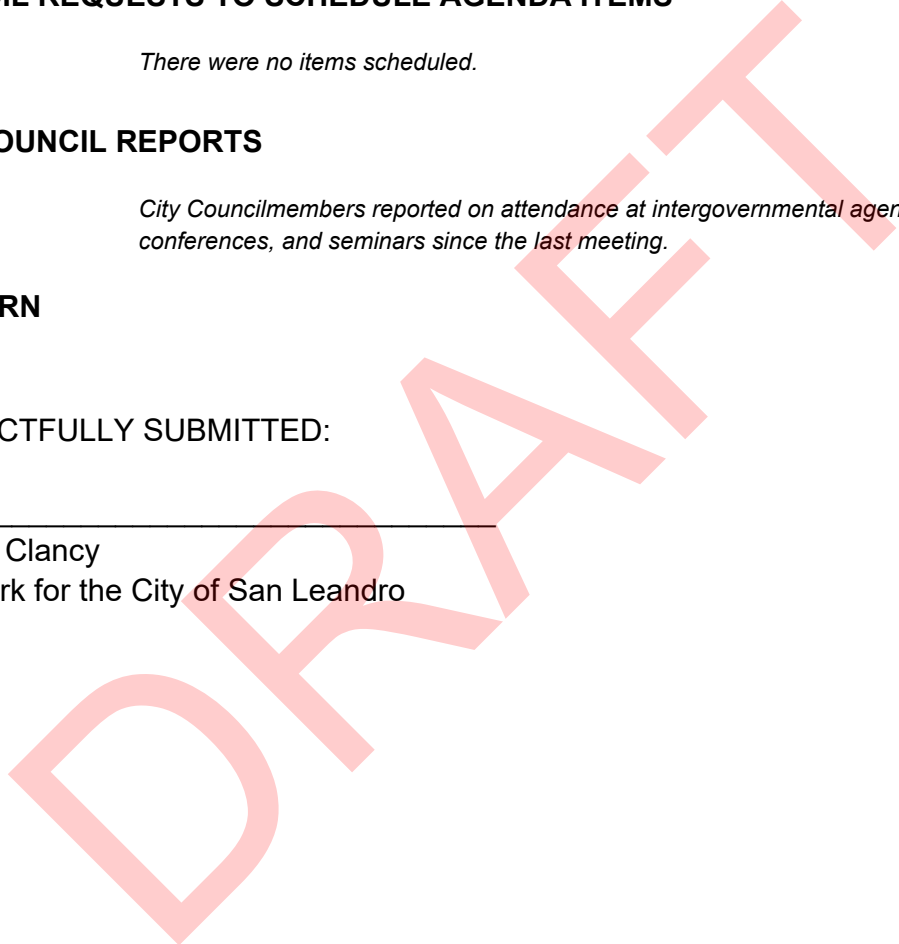 IL REQUESTS TO SCHEDULE AGENDA ITEMS
There were no items scheduled.
OUNCIL REPORTS
City Councilmembers reported on attendance at intergovernmental agen
conferences, and seminars since the last meeting.
RN
CTFULLY SUBMITTED:
Clancy
rk for the City of San Leandro
DRAFT